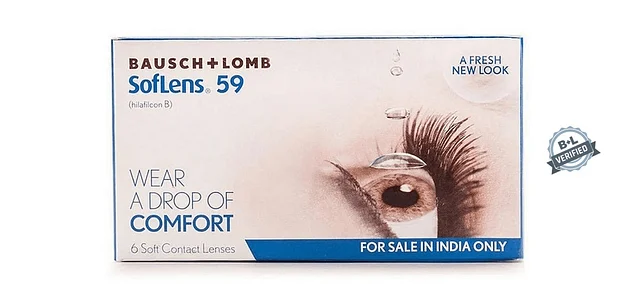 BAUSCH+LOMB
SofLens® 59
(hilafilcon B)
A FRESH
NEW LOOK
WEAR
A DROP OF
COMFORT
6 Soft Contact Lenses
FOR SALE IN INDIA ONLY
B+L
VERIFIED